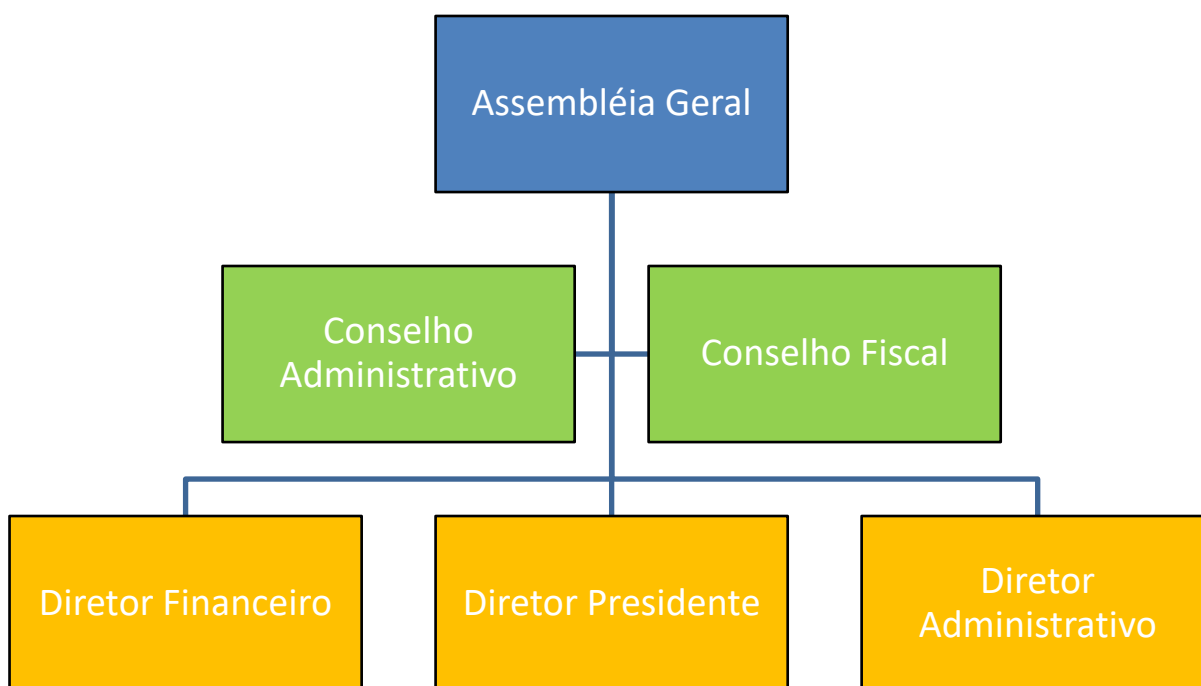 Assembléia Geral
Conselho
Administrativo
Conselho Fiscal
Diretor Financeiro
Diretor Presidente
Diretor
Administrativo